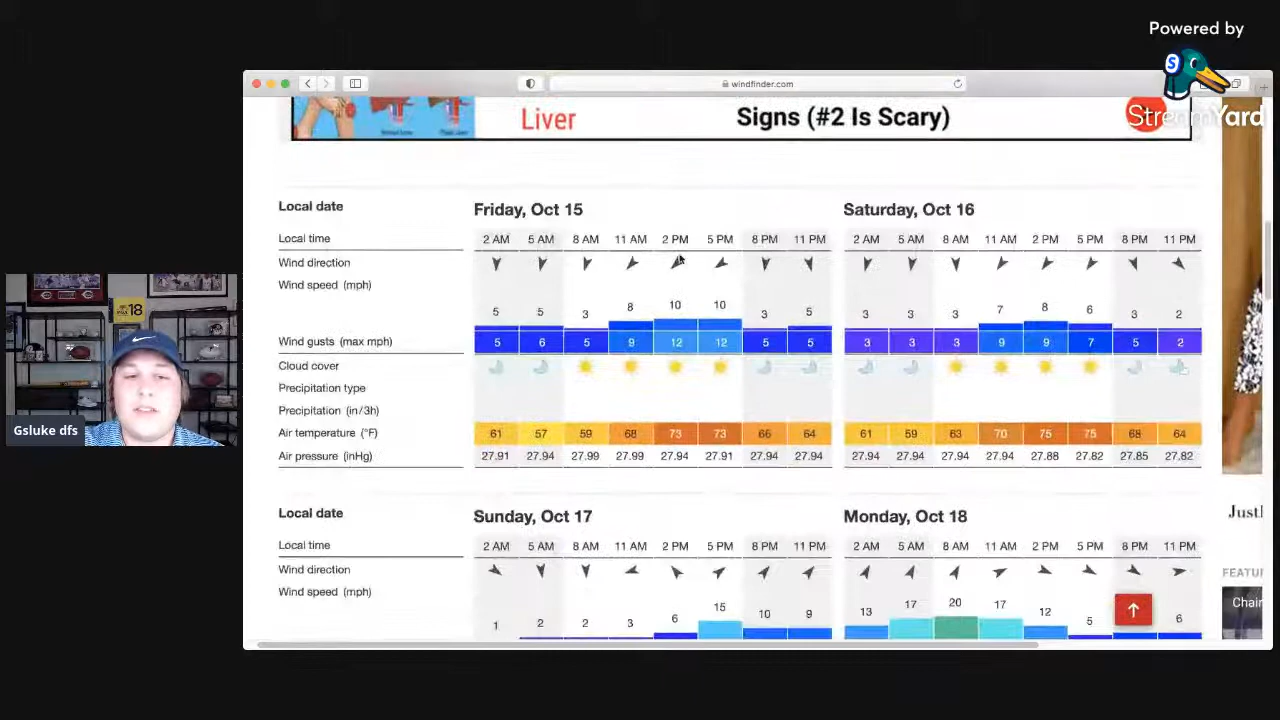 Powered by
S
StreamYard
windfinder.com
Liver
Signs (#2 Is Scary)
Local date
Friday, Oct 15
Saturday, Oct 16
Local time
2 AM 5 AM 8 AM 11 AM 2 PM 5 PM 8 PM 11 PM
2 AM 5 AM 8 AM 11 AM 2 PM 5 PM 8 PM 11 PM
Wind direction
Wind speed (mph)
5 5 3 8 10 10 3 5
3 3 3 7 8 6 3 2
Wind gusts (max mph)
5 6 5 9 12 12 5 5
3 3 3 9 9 7 5 2
Cloud cover
Precipitation type
Precipitation (in/3h)
Air temperature (°F)
61 57 59 68 73 73 66 64
61 59 63 70 75 75 68 64
Air pressure (inHg)
27.91 27.94 27.99 27.99 27.94 27.91 27.94 27.94
27.94 27.94 27.94 27.94 27.88 27.82 27.85 27.82
Local date
Sunday, Oct 17
Monday, Oct 18
Local time
2 AM 5 AM 8 AM 11 AM 2 PM 5 PM 8 PM 11 PM
2 AM 5 AM 8 AM 11 AM 2 PM 5 PM 8 PM 11 PM
Wind direction
Wind speed (mph)
1 2 2 3 6 15 10 9
13 17 20 17 12 5 6
FEATU
Chair
Gsluke dfs
18